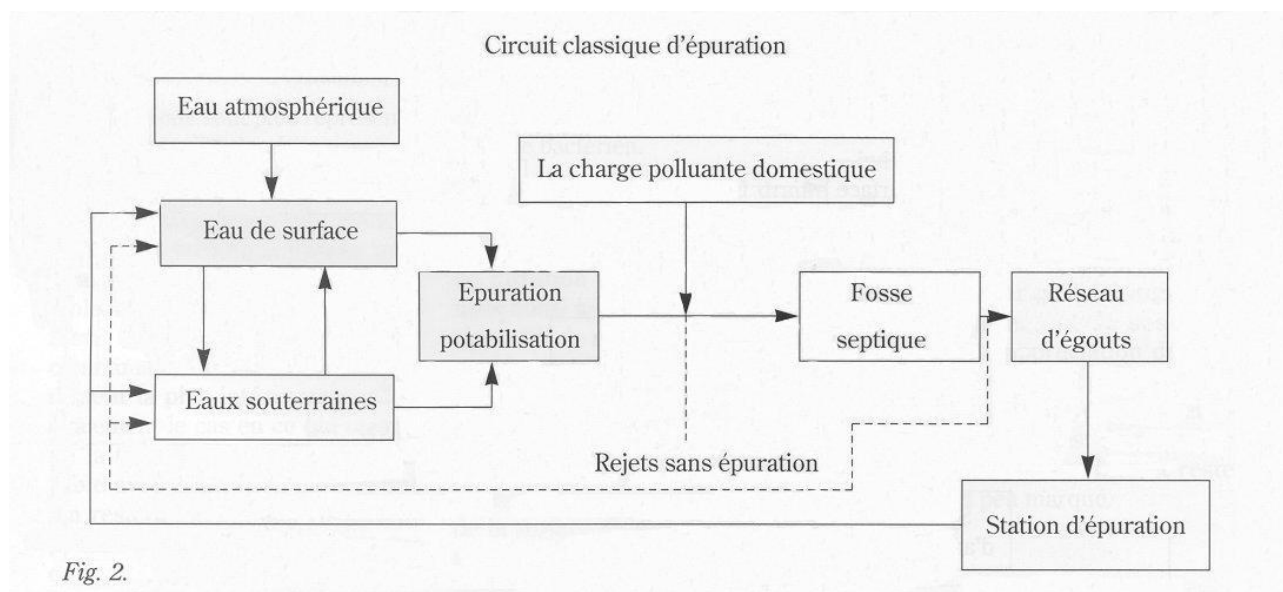 Circuit classique d'épuration
Eau atmosphérique
La charge polluante domestique
Eau de surface
Epuration
potabilisation
Fosse
septique
Réseau
d'égouts
Eaux souterraines
Rejets sans épuration
Station d'épuration
Fig. 2.